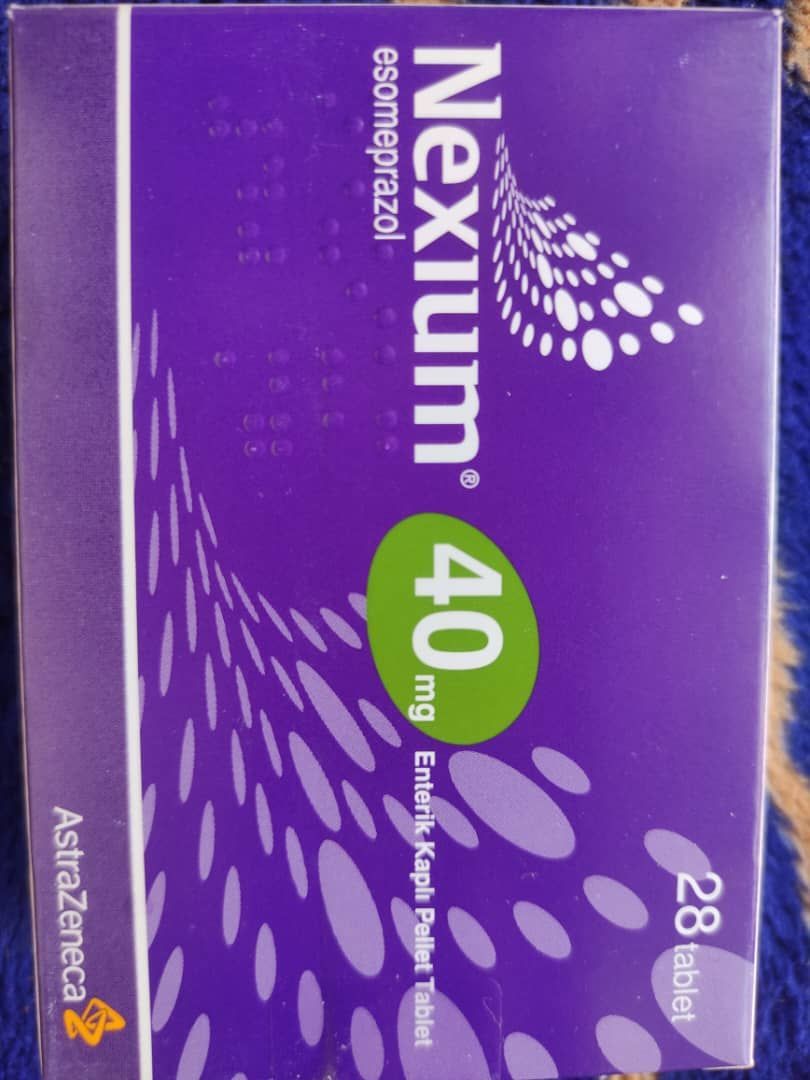 28 tablet
Nexium® 40 mg Enterik Kaplı Pellet Tablet
esomeprazol
AstraZeneca